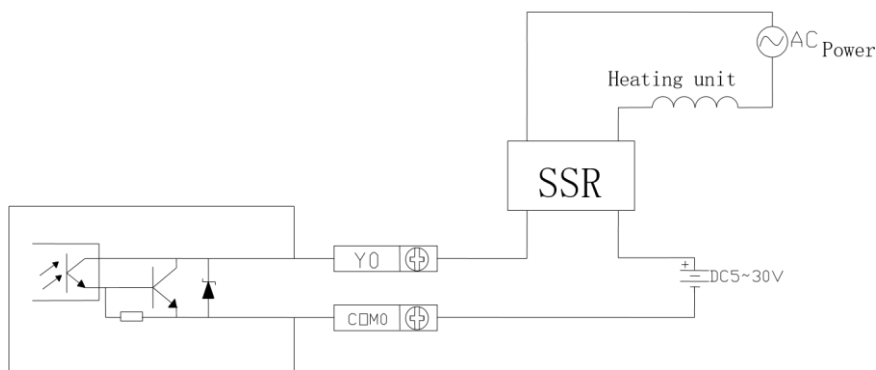 AC Power
Heating unit
SSR
Y0
+
DC5~30V
COM0